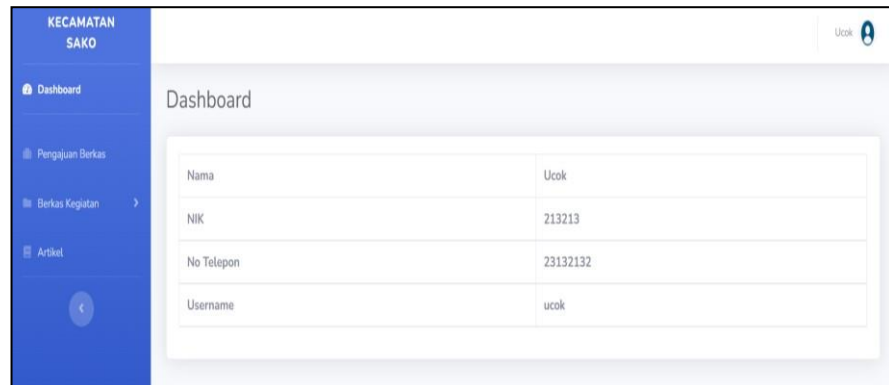 KECAMATAN
SAKO
Ucok
Dashboard
Dashboard
Pengajuan Berkas
Berkas Kegiatan
Artikel
Nama Ucok
NIK 213213
No Telepon 23132132
Username ucok